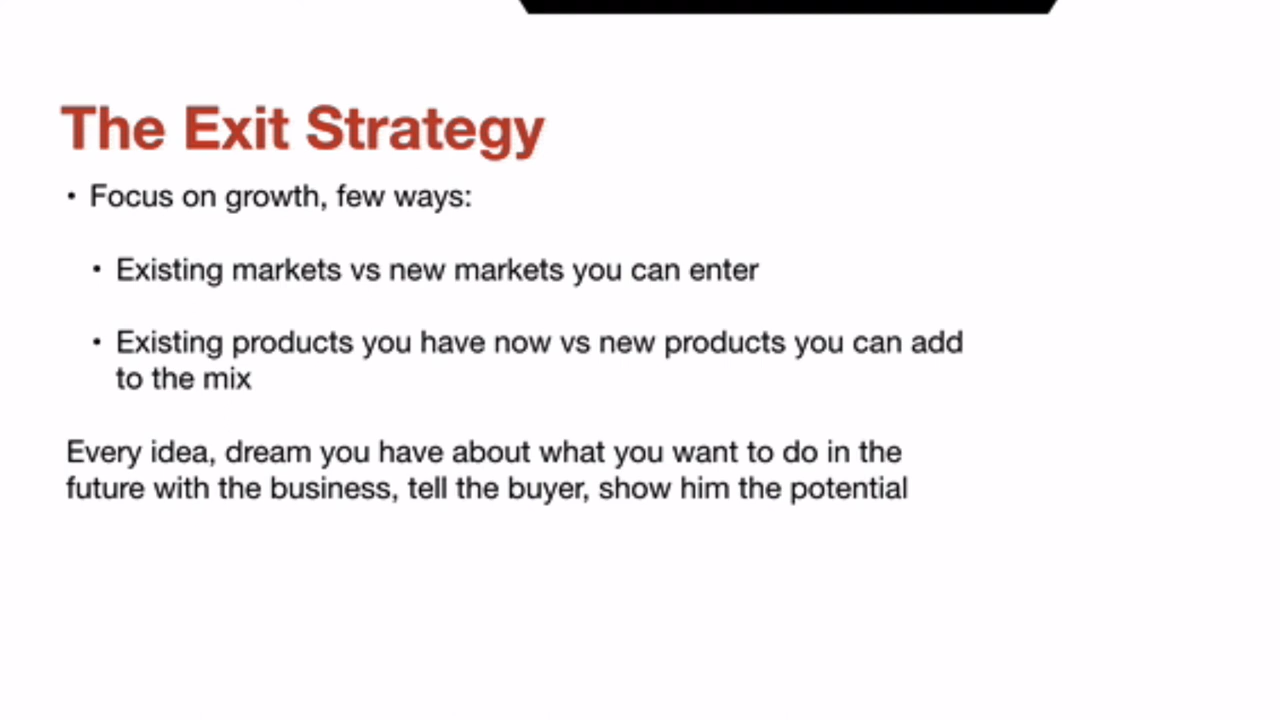 The Exit Strategy
• Focus on growth, few ways:
• Existing markets vs new markets you can enter
• Existing products you have now vs new products you can add
to the mix
Every idea, dream you have about what you want to do in the
future with the business, tell the buyer, show him the potential